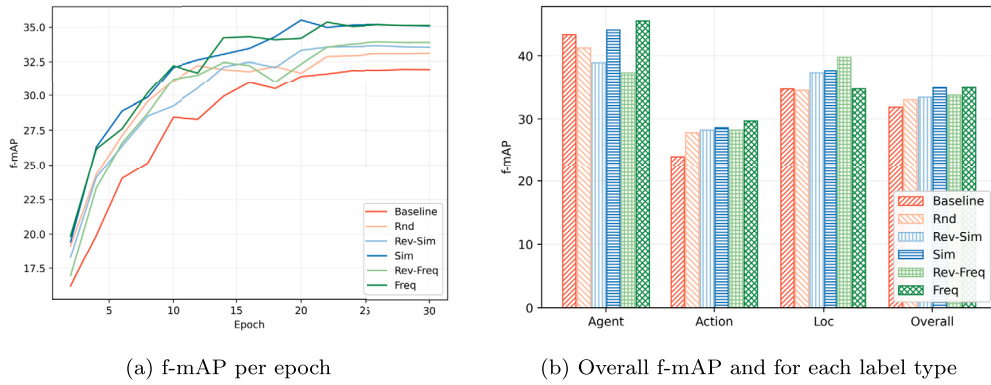 35.0
32.5
30.0
27.5
25.0
22.5
20.0
17.5
f-mAP
5
10
15
20
25
30
Epoch
Baseline
Rnd
Rev-Sim
Sim
Rev-Freq
Freq
(a) f-mAP per epoch
40
30
20
10
0
f-mAP
Agent
Action
Loc
Overall
Baseline
Rnd
Rev-Sim
Sim
Rev-Freq
Freq
(b) Overall f-mAP and for each label type